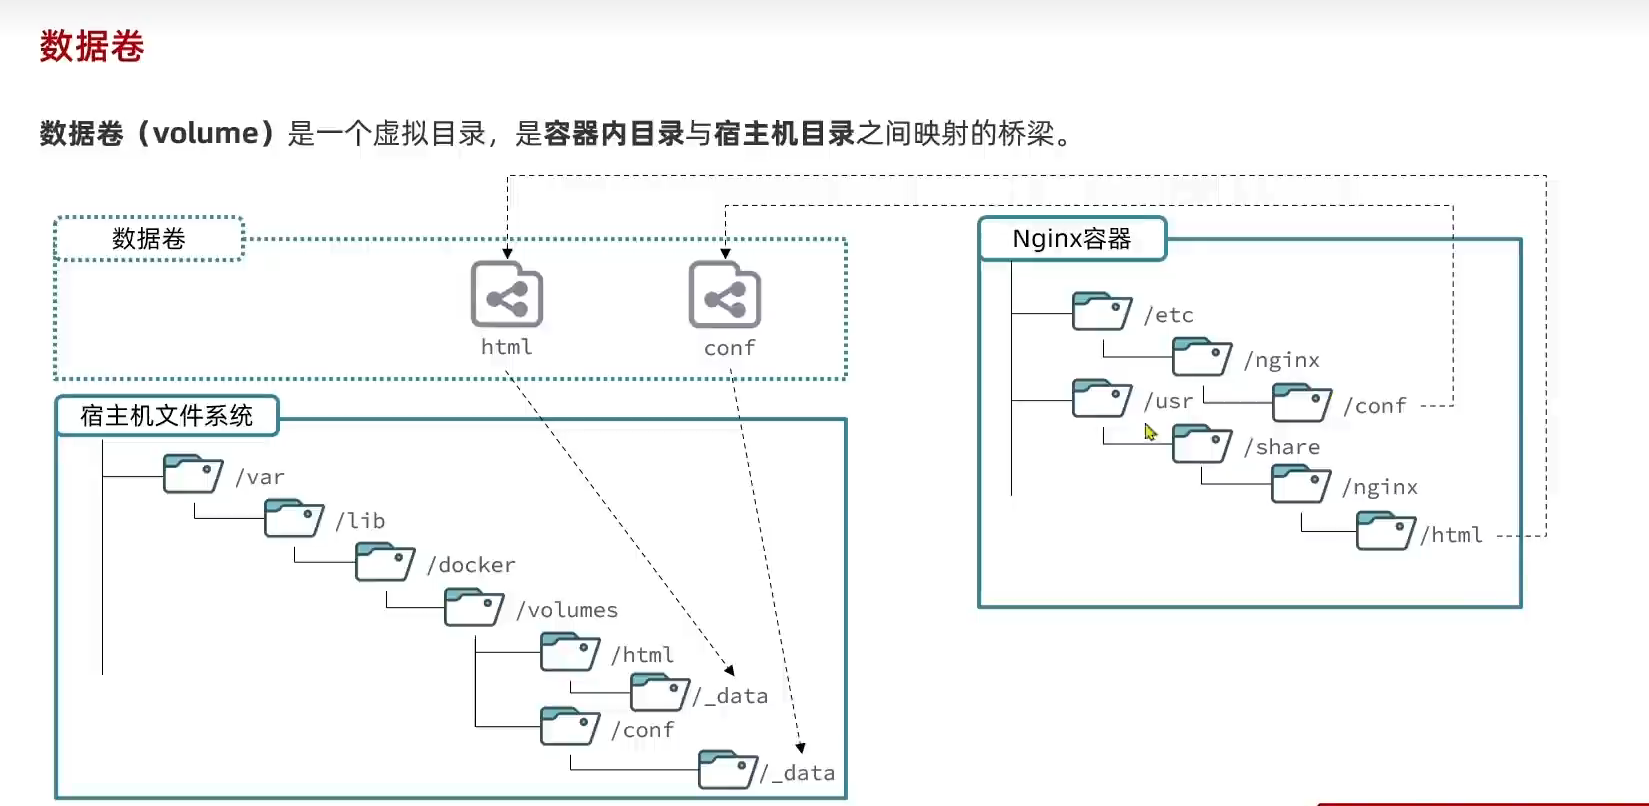 数据卷
数据卷（volume）是一个虚拟目录，是容器内目录与宿主机目录之间映射的桥梁。
数据卷
html
conf
宿主机文件系统
/var
/lib
/docker
/volumes
/html
/_data
/conf
/_data
Nginx容器
/etc
/nginx
/conf
/usr
/share
/nginx
/html